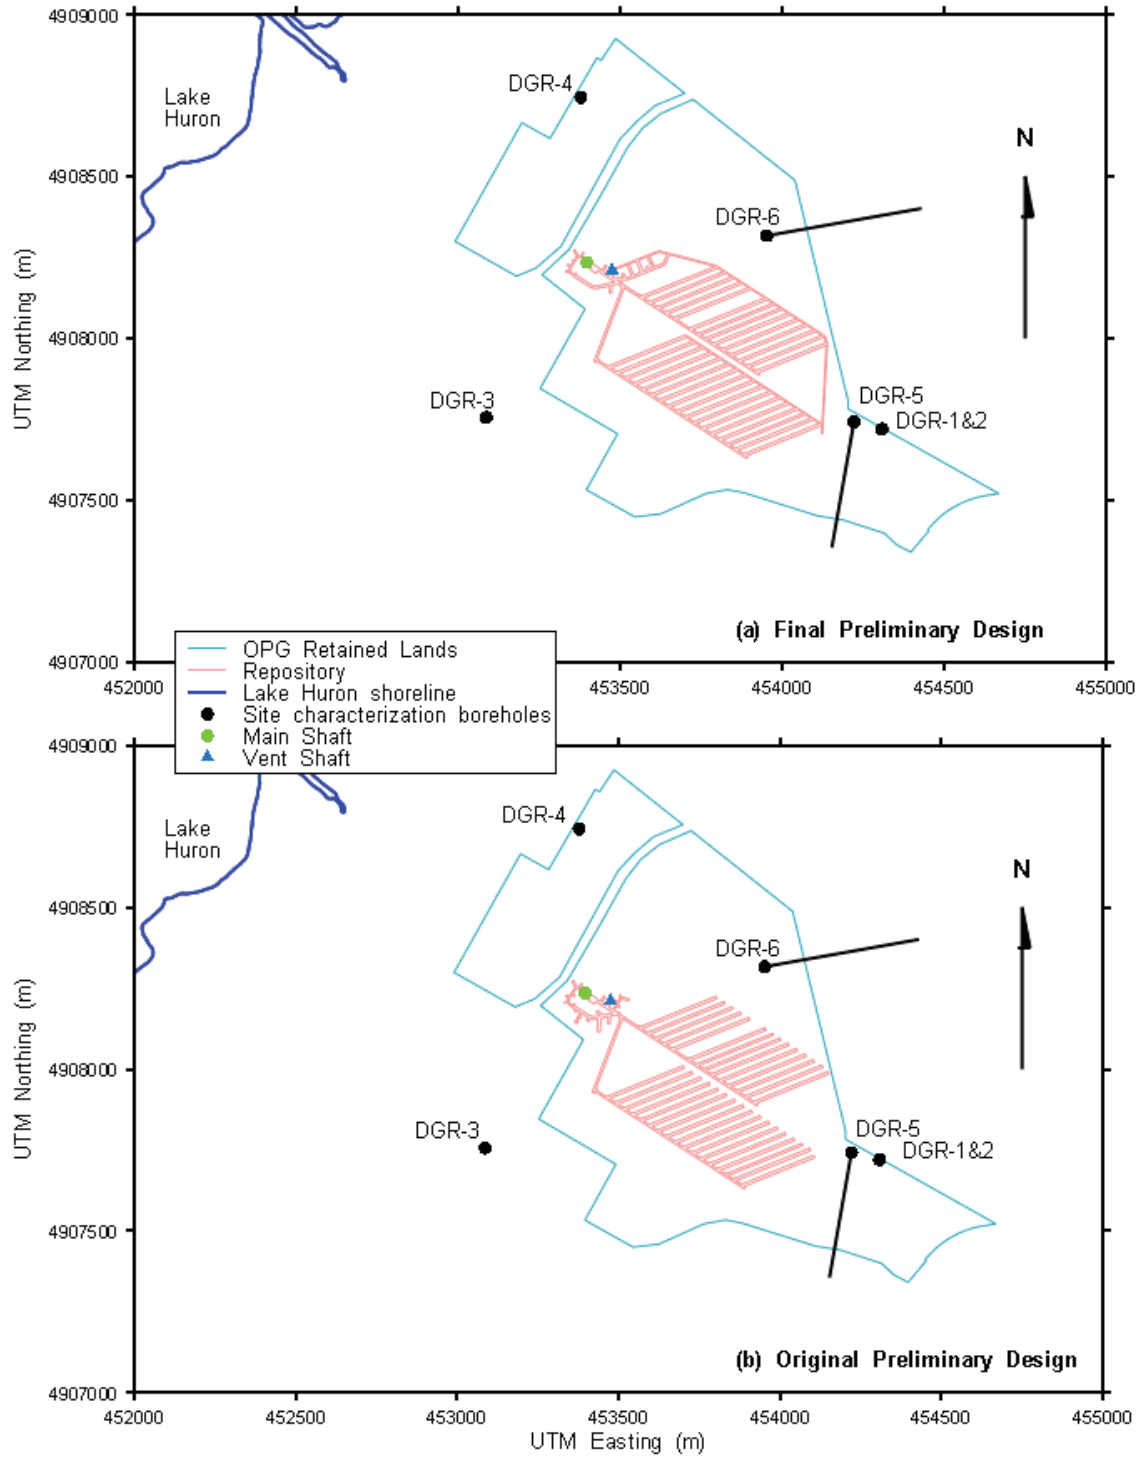 4909000
Lake
Huron
DGR-4
N
4908500
DGR-6
UTM Northing (m)
4908000
DGR-3
DGR-5
DGR-1&2
4907500
(a) Final Preliminary Design
4907000
452000
453500
454000
454500
455000
OPG Retained Lands
Repository
Lake Huron shoreline
Site characterization boreholes
Main Shaft
Vent Shaft
4909000
Lake
Huron
DGR-4
N
4908500
DGR-6
UTM Northing (m)
4908000
DGR-3
DGR-5
DGR-1&2
4907500
(b) Original Preliminary Design
4907000
452000
452500
453000
453500
454000
454500
455000
UTM Easting (m)